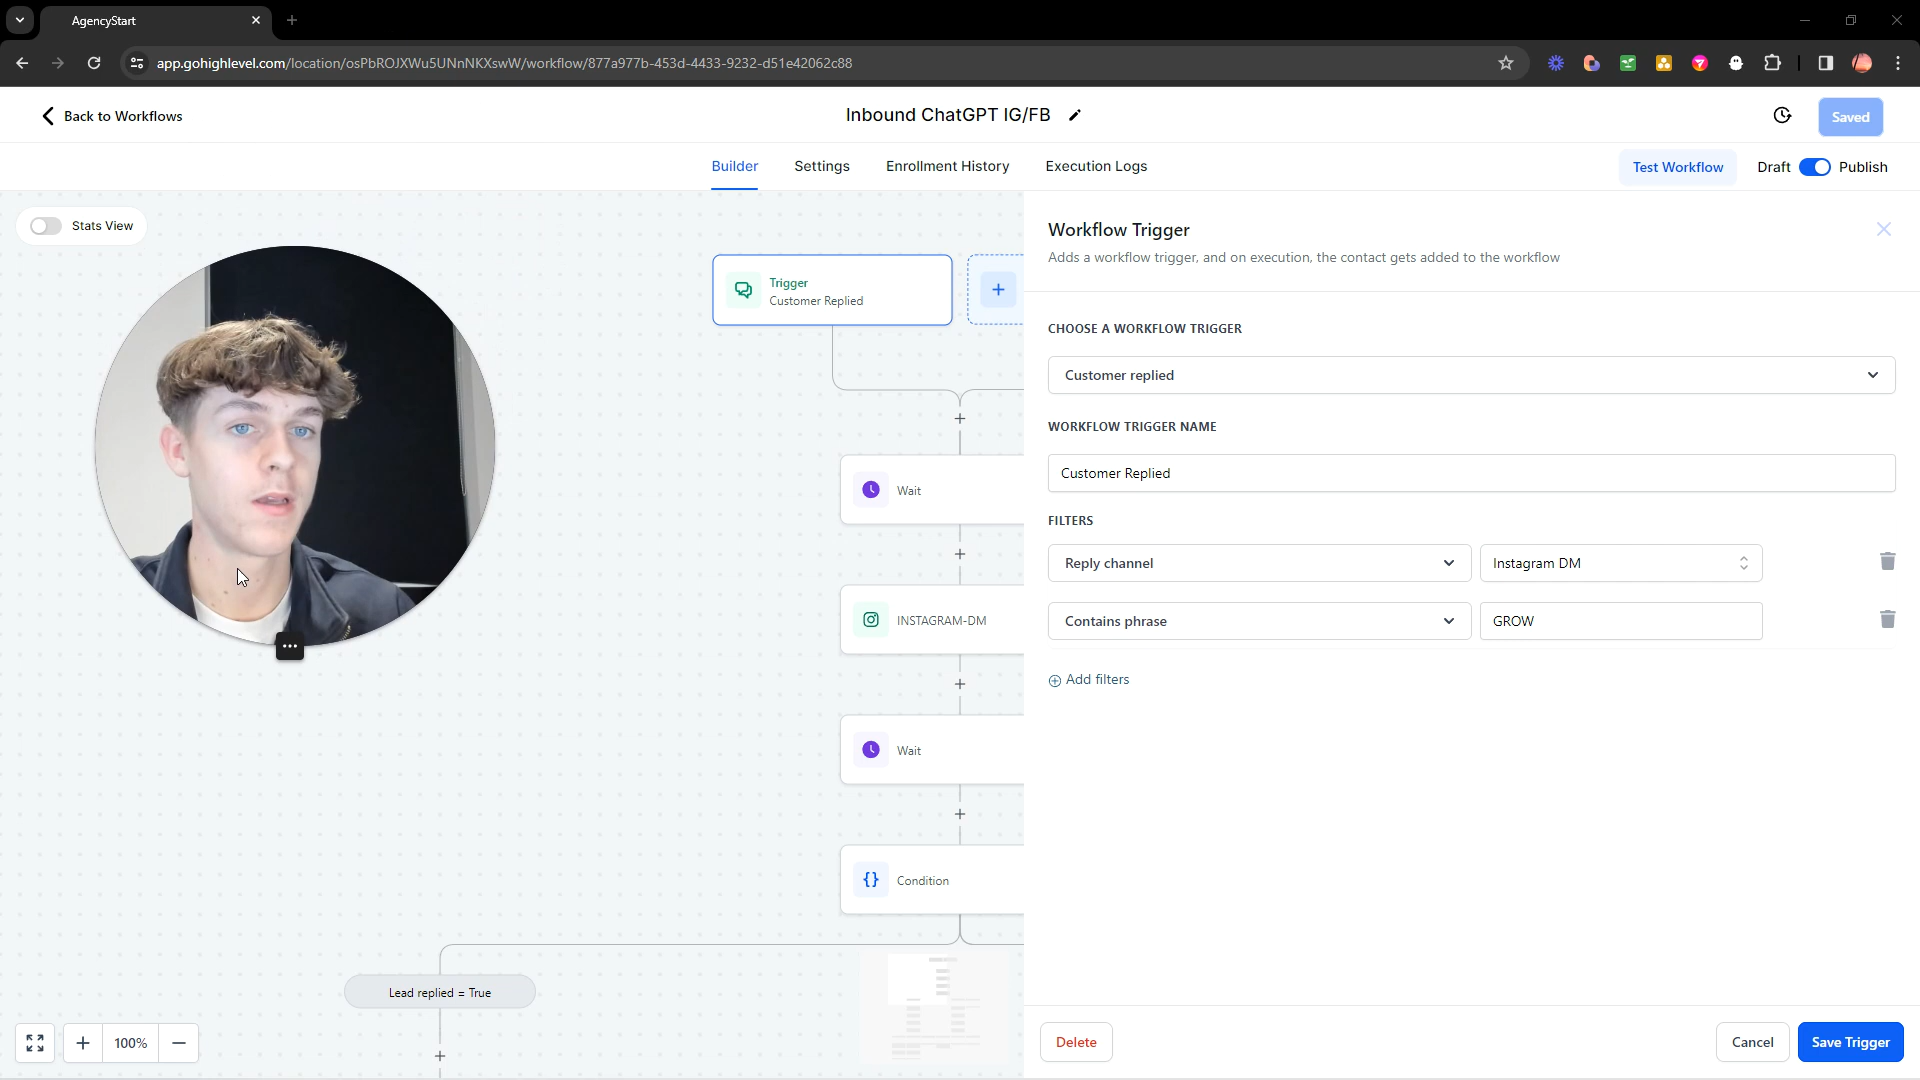 AgencyStart
app.gohighlevel.com/location/osPbROJXWu5UNnNKXswW/workflow/877a977b-453d-4433-9232-d51e42062c88
Back to Workflows
Inbound ChatGPT IG/FB
Saved
Builder
Settings
Enrollment History
Execution Logs
Test Workflow
Draft
Publish
Stats View
Trigger
Customer Replied
Wait
INSTAGRAM-DM
Wait
Condition
Lead replied = True
100%
Workflow Trigger
Adds a workflow trigger, and on execution, the contact gets added to the workflow
CHOOSE A WORKFLOW TRIGGER
Customer replied
WORKFLOW TRIGGER NAME
Customer Replied
FILTERS
Reply channel
Instagram DM
Contains phrase
GROW
Add filters
Delete
Cancel
Save Trigger